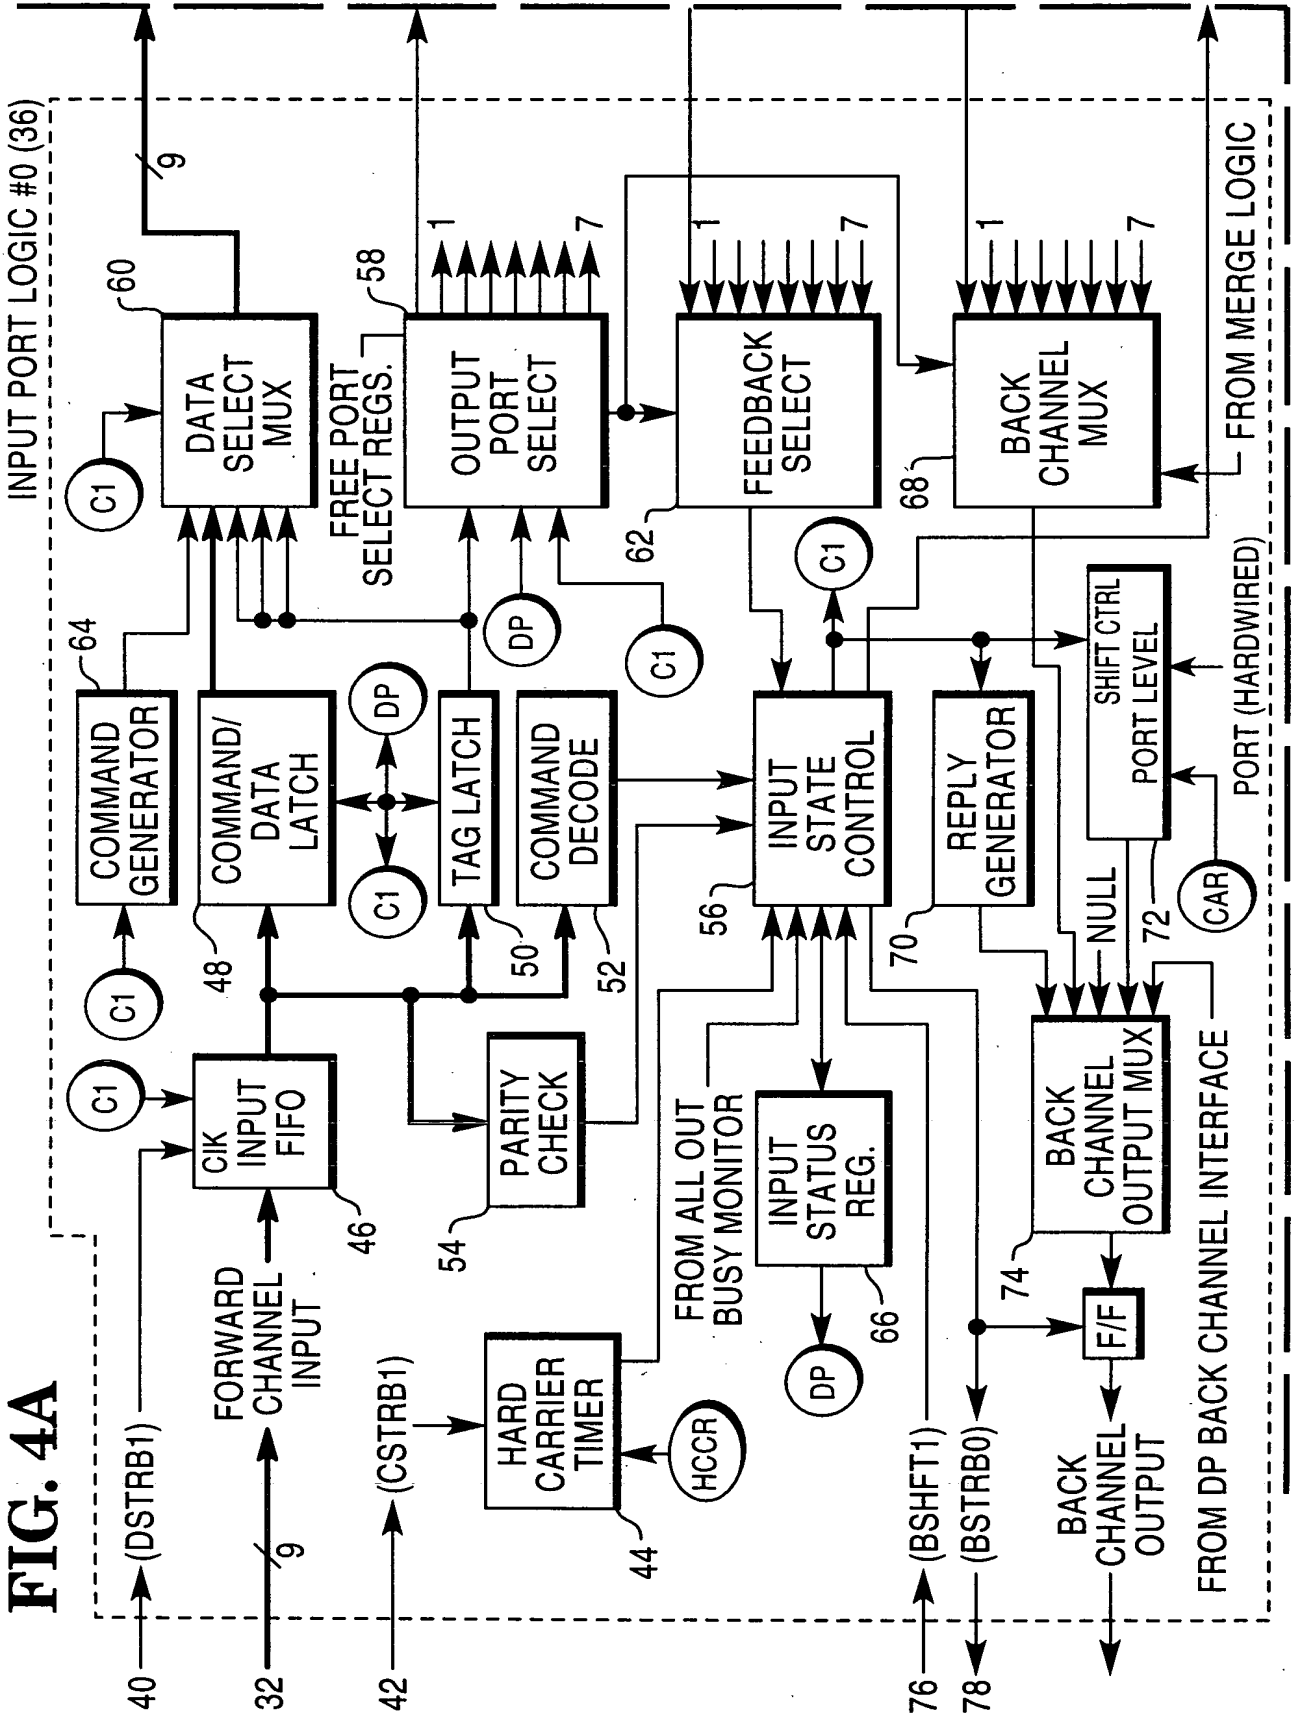 FIG. 4A
INPUT PORT LOGIC #0 (36)
40
(DSTRB1)
32
9
FORWARD
CHANNEL
INPUT
42
(CSTRB1)
C1
CIK
INPUT
FIFO
46
C1
COMMAND
GENERATOR
64
COMMAND/
DATA
LATCH
48
C1
DP
TAG LATCH
50
COMMAND
DECODE
52
C1
DATA
SELECT
MUX
60
9
FREE PORT
SELECT REGS.
OUTPUT
PORT
SELECT
58
1
7
DP
C1
PARITY
CHECK
54
HARD
CARRIER
TIMER
44
HCCR
FROM ALL OUT
BUSY MONITOR
INPUT
STATUS
REG.
66
DP
INPUT
STATE
CONTROL
56
C1
FEEDBACK
SELECT
62
1
7
BACK
CHANNEL
MUX
68
1
7
FROM MERGE LOGIC
REPLY
GENERATOR
70
SHIFT CTRL
PORT LEVEL
72
PORT (HARDWIRED)
CAR
NULL
BACK
CHANNEL
OUTPUT MUX
74
F/F
76
(BSHFT1)
78
(BSTRB0)
BACK
CHANNEL
OUTPUT
FROM DP BACK CHANNEL INTERFACE